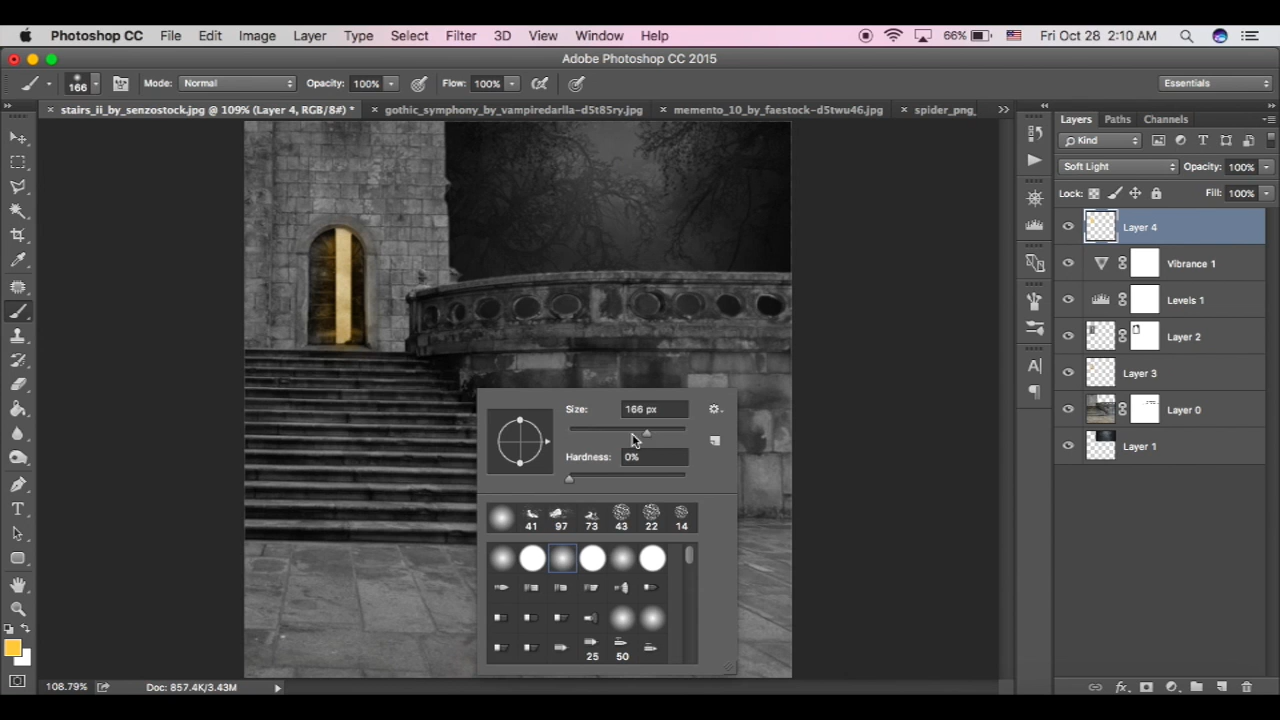 Photoshop CC File Edit Image Layer Type Select Filter 3D View Window Help 66% Fri Oct 28 2:10 AM
Adobe Photoshop CC 2015
166 Mode: Normal Opacity: 100% Flow: 100% Essentials
stairs_ii_by_senzostock.jpg @ 109% (Layer 4, RGB/8#) * gothic_symphony_by_vampiredarlla-d5t85ry.jpg memento_10_by_faestock-d5twu46.jpg spider_png_
Layers Paths Channels
Kind
Soft Light Opacity: 100%
Lock: Fill: 100%
Layer 4
Vibrance 1
Levels 1
Layer 2
Layer 3
Layer 0
Layer 1
Size: 166 px
Hardness: 0%
41 97 73 43 22 14
25 50
108.79% Doc: 857.4K/3.43M